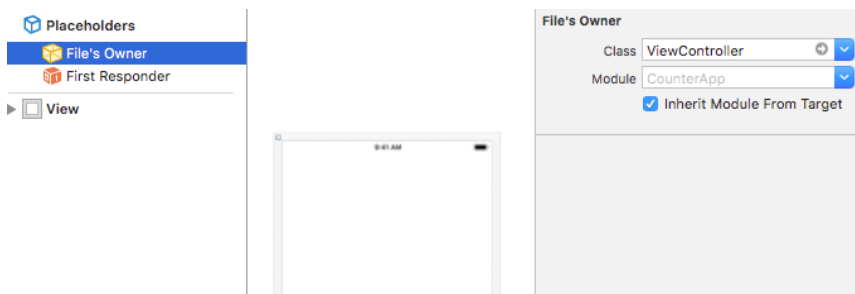 Placeholders
File's Owner
First Responder
View
9:41 AM
File's Owner
Class ViewController
Module CounterApp
Inherit Module From Target